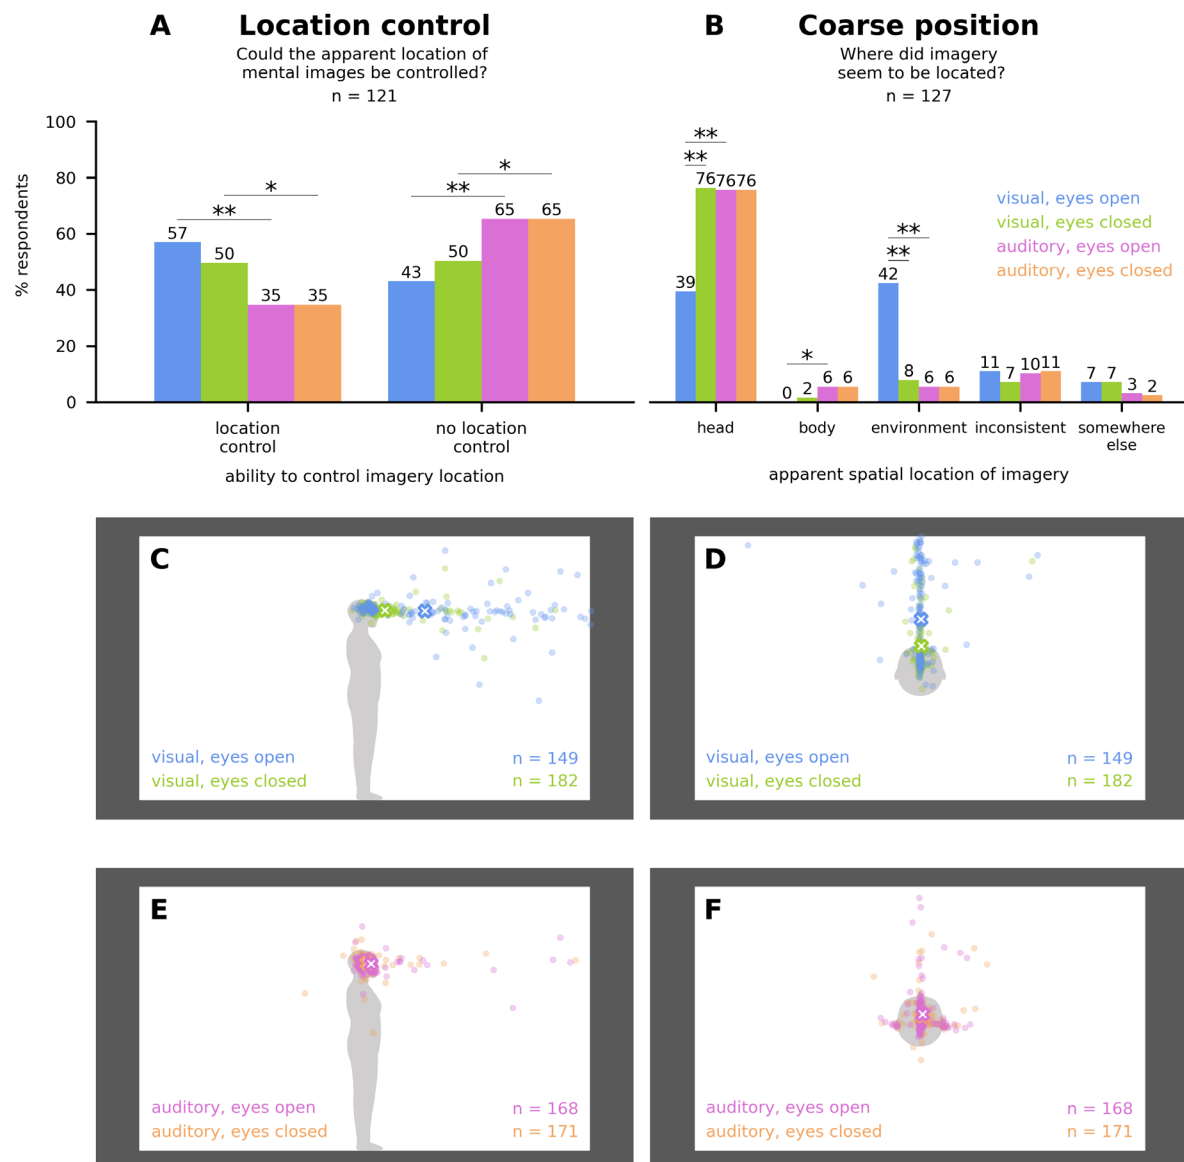 A Location control
Could the apparent location of
mental images be controlled?
n = 121
% respondents
100
80
60
40
20
0
*
**
57
50
35
35
*
**
43
50
65
65
location
control
no location
control
ability to control imagery location
B Coarse position
Where did imagery
seem to be located?
n = 127
**
**
39
76
76
76
*
0
2
6
6
**
**
42
8
6
6
11
7
10
11
7
7
3
2
visual, eyes open
visual, eyes closed
auditory, eyes open
auditory, eyes closed
head
body
environment
inconsistent
somewhere
else
apparent spatial location of imagery
C
visual, eyes open n = 149
visual, eyes closed n = 182
D
visual, eyes open n = 149
visual, eyes closed n = 182
E
auditory, eyes open n = 168
auditory, eyes closed n = 171
F
auditory, eyes open n = 168
auditory, eyes closed n = 171